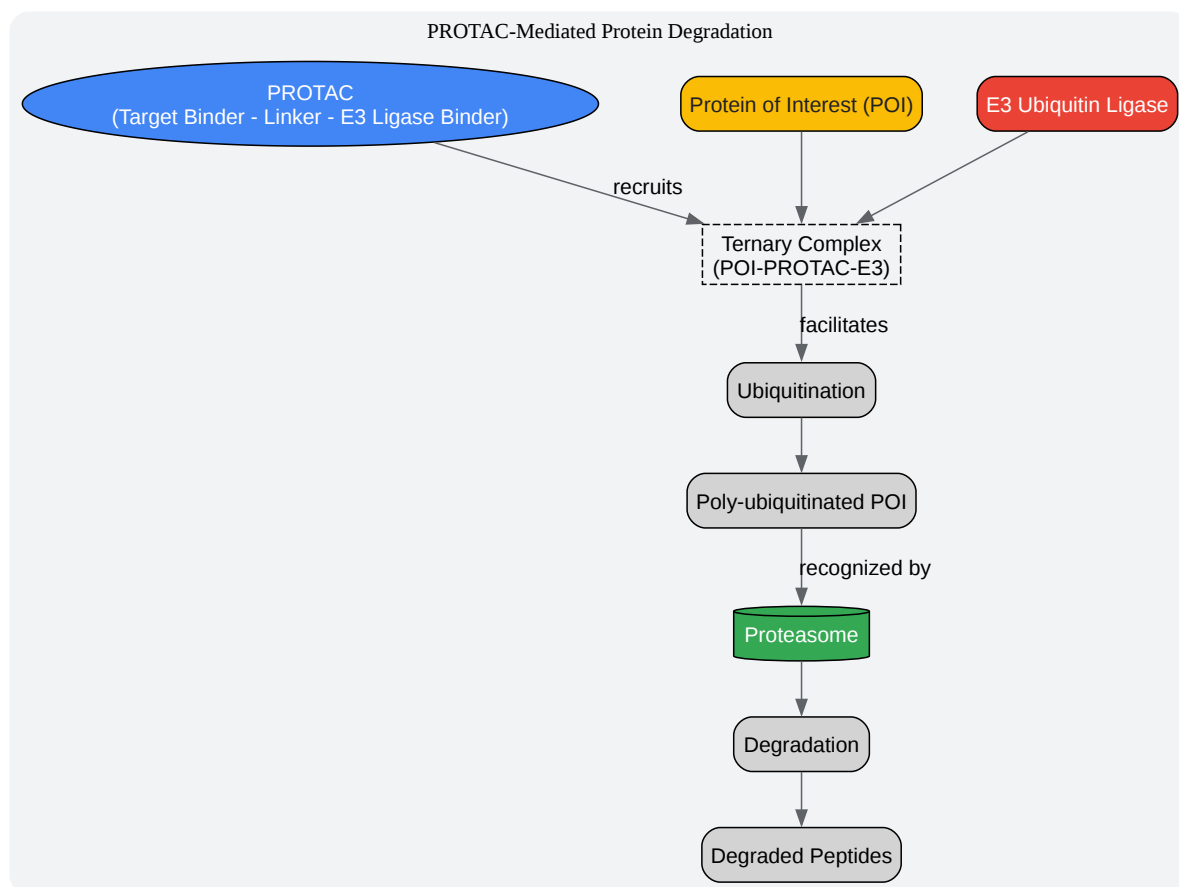 PROTAC-Mediated Protein Degradation
PROTAC
(Target Binder - Linker - E3 Ligase Binder)
Protein of Interest (POI)
E3 Ubiquitin Ligase
recruits
Ternary Complex
(POI-PROTAC-E3)
facilitates
Ubiquitination
Poly-ubiquitinated POI
recognized by
Proteasome
Degradation
Degraded Peptides